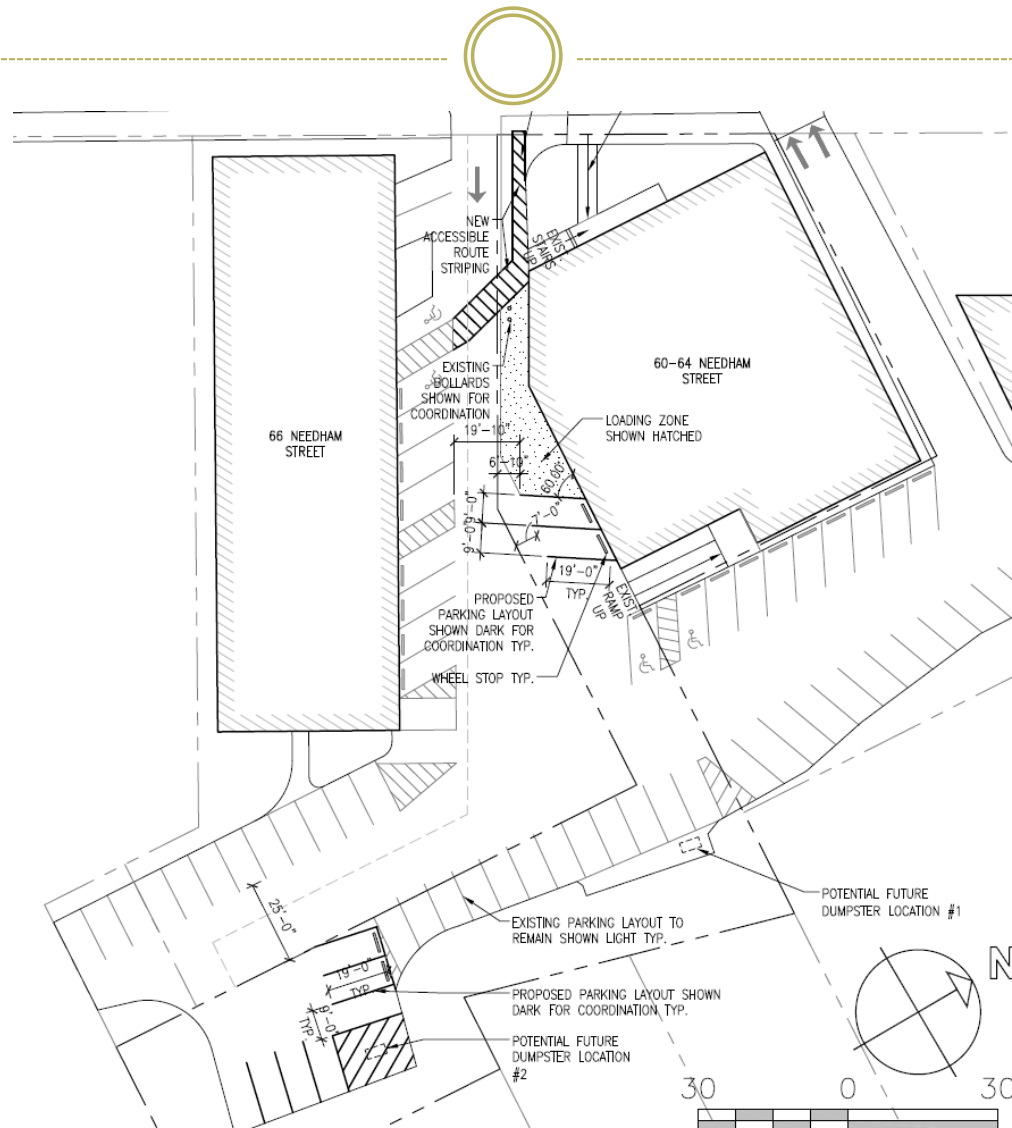 NEW
ACCESSIBLE
ROUTE
STRIPING
EXIST.
STAIRS
UP
EXISTING
BOLLARDS
SHOWN FOR
COORDINATION
60-64 NEEDHAM
STREET
66 NEEDHAM
STREET
LOADING ZONE
SHOWN HATCHED
19'-10"
6'-10"
60.00°
9'-0"
9'-0"
7'-0"
19'-0"
TYP.
EXIST.
RAMP
UP
PROPOSED
PARKING LAYOUT
SHOWN DARK FOR
COORDINATION TYP.
WHEEL STOP TYP.
POTENTIAL FUTURE
DUMPSTER LOCATION #1
25'-0"
EXISTING PARKING LAYOUT TO
REMAIN SHOWN LIGHT TYP.
19'-0"
TYP.
9'-0"
TYP.
PROPOSED PARKING LAYOUT SHOWN
DARK FOR COORDINATION TYP.
POTENTIAL FUTURE
DUMPSTER LOCATION
#2
N
30 0 30